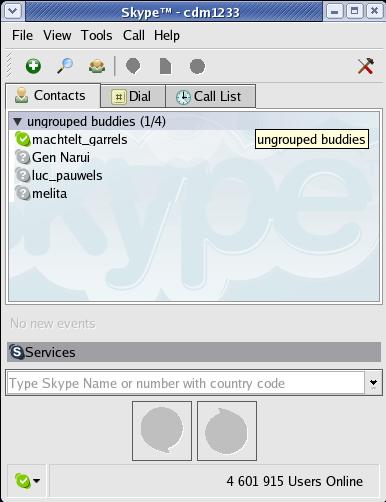 Skype™ - cdm1233
File View Tools Call Help
Contacts Dial Call List
ungrouped buddies (1/4)
machtelt_garrels
ungrouped buddies
Gen Narui
luc_pauwels
melita
No new events
Services
Type Skype Name or number with country code
4 601 915 Users Online